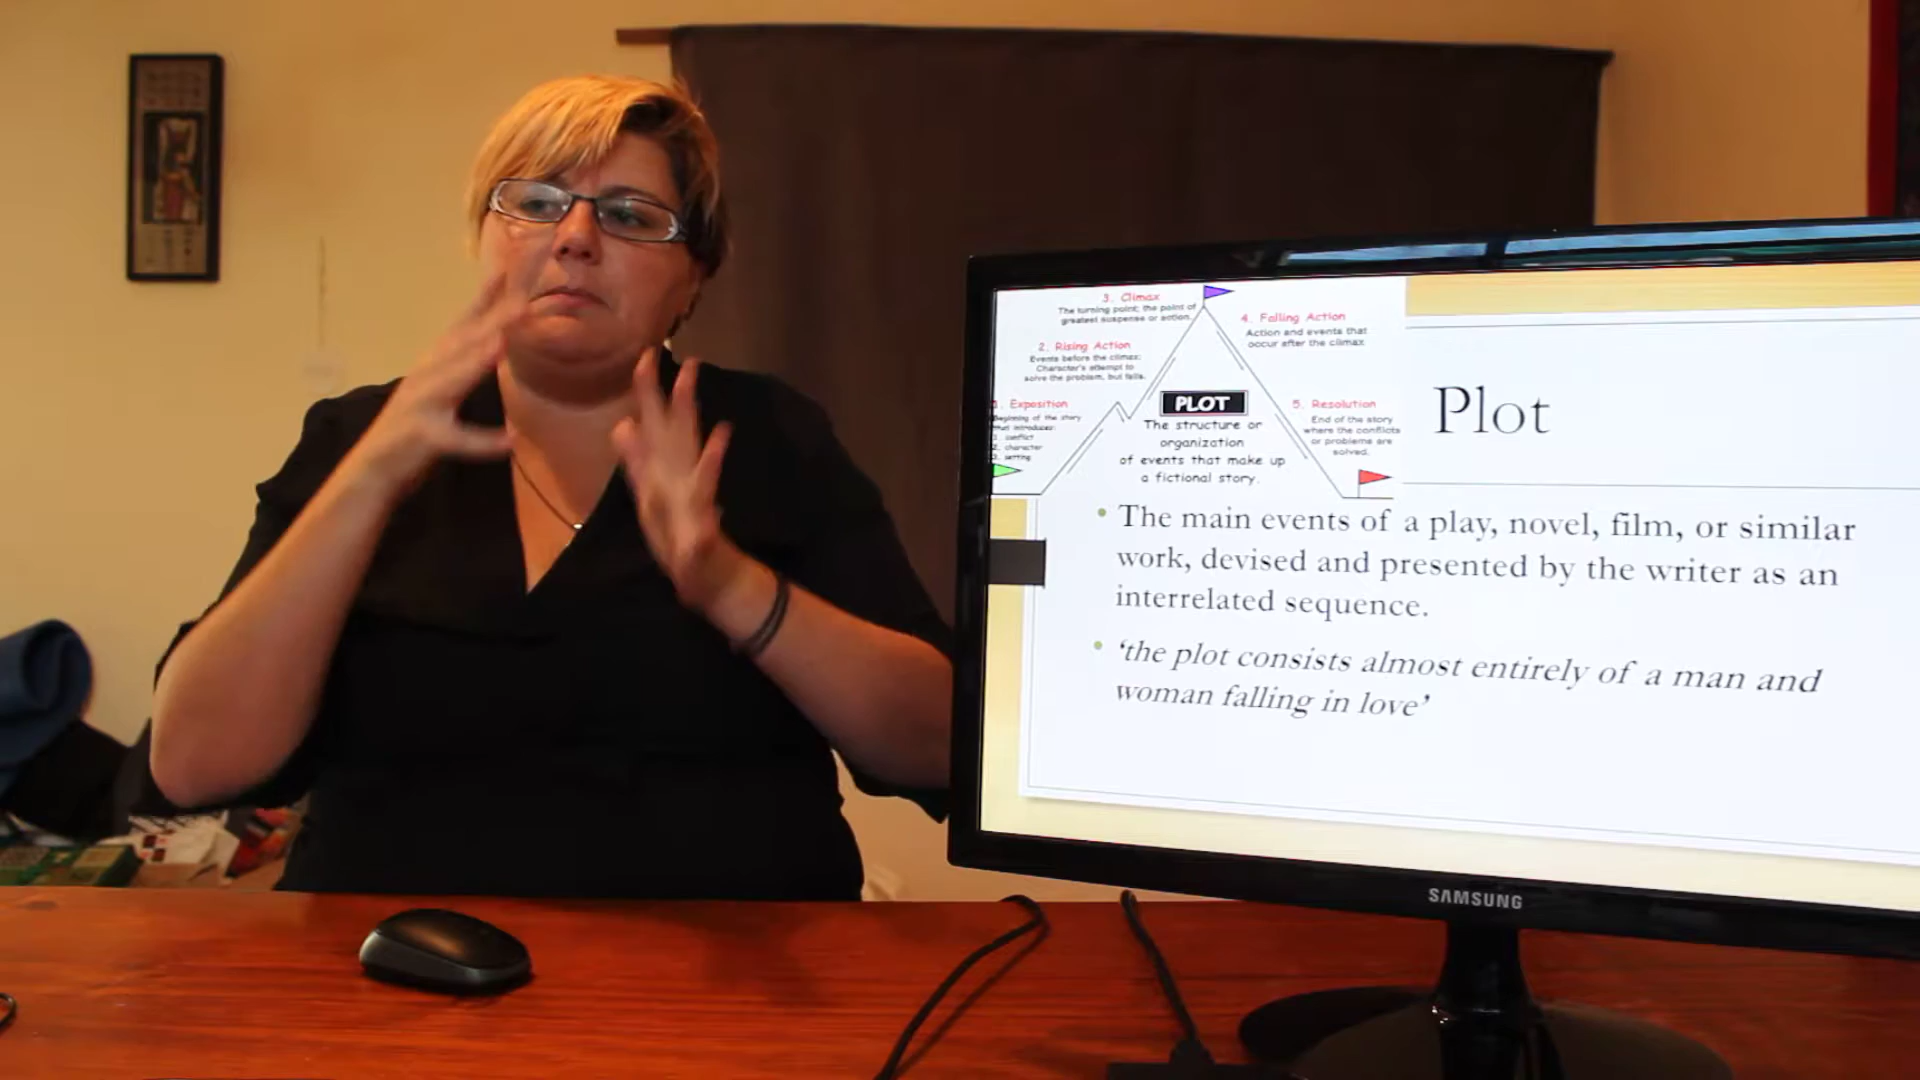 3. Climax
The turning point; the point of
greatest suspense or action.
4. Falling Action
Action and events that
occur after the climax
2. Rising Action
Events before the climax:
Character's attempt to
solve the problem, but fails.
1. Exposition
Beginning of the story
that introduces:
1. conflict
2. character
3. setting
PLOT
The structure or
organization
of events that make up
a fictional story.
5. Resolution
End of the story
where the conflicts
or problems are
solved.
Plot
• The main events of a play, novel, film, or similar
work, devised and presented by the writer as an
interrelated sequence.
• ‘the plot consists almost entirely of a man and
woman falling in love’
SAMSUNG